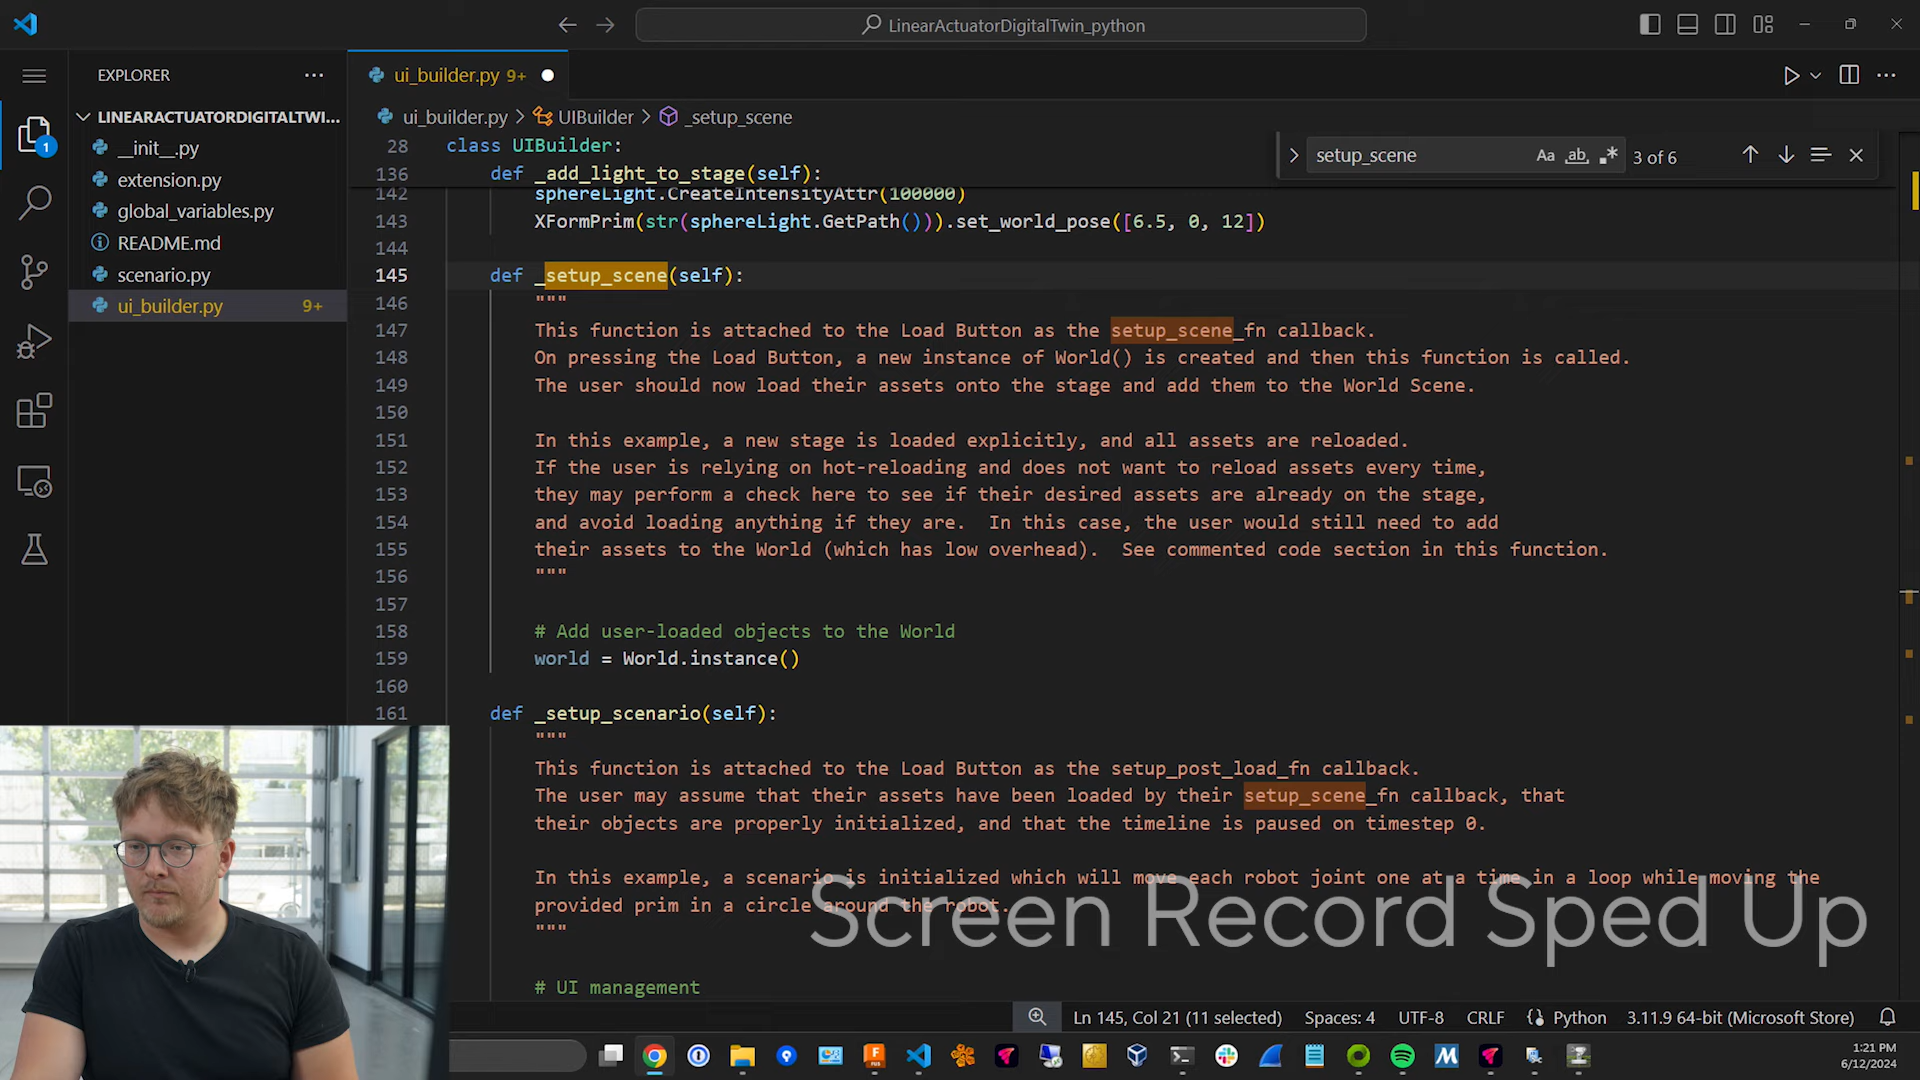 LinearActuatorDigitalTwin_python
EXPLORER
ui_builder.py 9+
LINEARACTUATORDIGITALTWI...
__init__.py
extension.py
global_variables.py
README.md
scenario.py
ui_builder.py 9+
1
ui_builder.py > UIBuilder > _setup_scene
setup_scene Aa ab 3 of 6
28 class UIBuilder:
136 def _add_light_to_stage(self):
142 sphereLight.CreateIntensityAttr(100000)
143 XFormPrim(str(sphereLight.GetPath())).set_world_pose([6.5, 0, 12])
144
145 def _setup_scene(self):
146 """
147 This function is attached to the Load Button as the setup_scene_fn callback.
148 On pressing the Load Button, a new instance of World() is created and then this function is called.
149 The user should now load their assets onto the stage and add them to the World Scene.
150
151 In this example, a new stage is loaded explicitly, and all assets are reloaded.
152 If the user is relying on hot-reloading and does not want to reload assets every time,
153 they may perform a check here to see if their desired assets are already on the stage,
154 and avoid loading anything if they are.  In this case, the user would still need to add
155 their assets to the World (which has low overhead).  See commented code section in this function.
156 """
157
158 # Add user-loaded objects to the World
159 world = World.instance()
160
161 def _setup_scenario(self):
"""
This function is attached to the Load Button as the setup_post_load_fn callback.
The user may assume that their assets have been loaded by their setup_scene_fn callback, that
their objects are properly initialized, and that the timeline is paused on timestep 0.
In this example, a scenario is initialized which will move each robot joint one at a time in a loop while moving the
provided prim in a circle around the robot.
"""
# UI management
Screen Record Sped Up
Ln 145, Col 21 (11 selected) Spaces: 4 UTF-8 CRLF Python 3.11.9 64-bit (Microsoft Store)
1:21 PM
6/12/2024